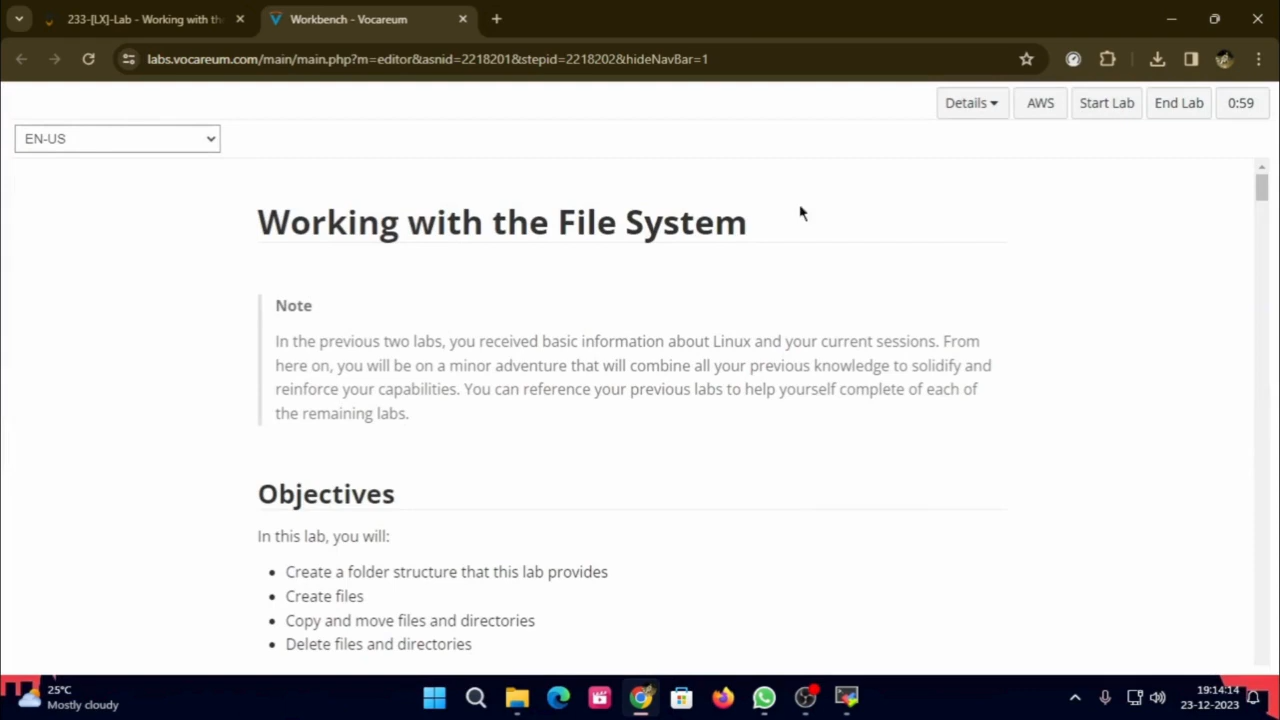 233-[LX]-Lab - Working with the
Workbench - Vocareum
labs.vocareum.com/main/main.php?m=editor&asnid=2218201&stepid=2218202&hideNavBar=1
Details
AWS
Start Lab
End Lab
0:59
EN-US
Working with the File System
Note
In the previous two labs, you received basic information about Linux and your current sessions. From
here on, you will be on a minor adventure that will combine all your previous knowledge to solidify and
reinforce your capabilities. You can reference your previous labs to help yourself complete of each of
the remaining labs.
Objectives
In this lab, you will:
Create a folder structure that this lab provides
Create files
Copy and move files and directories
Delete files and directories
25°C
Mostly cloudy
19:14:14
23-12-2023